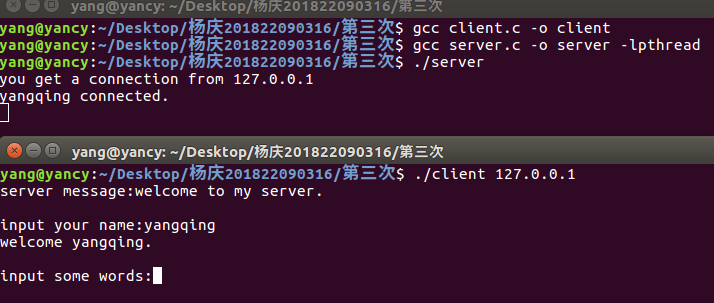 yang@yancy: ~/Desktop/杨庆201822090316/第三次
yang@yancy:~/Desktop/杨庆201822090316/第三次$ gcc client.c -o client
yang@yancy:~/Desktop/杨庆201822090316/第三次$ gcc server.c -o server -lpthread
yang@yancy:~/Desktop/杨庆201822090316/第三次$ ./server
you get a connection from 127.0.0.1
yangqing connected.
yang@yancy: ~/Desktop/杨庆201822090316/第三次
yang@yancy:~/Desktop/杨庆201822090316/第三次$ ./client 127.0.0.1
server message:welcome to my server.
input your name:yangqing
welcome yangqing.
input some words: